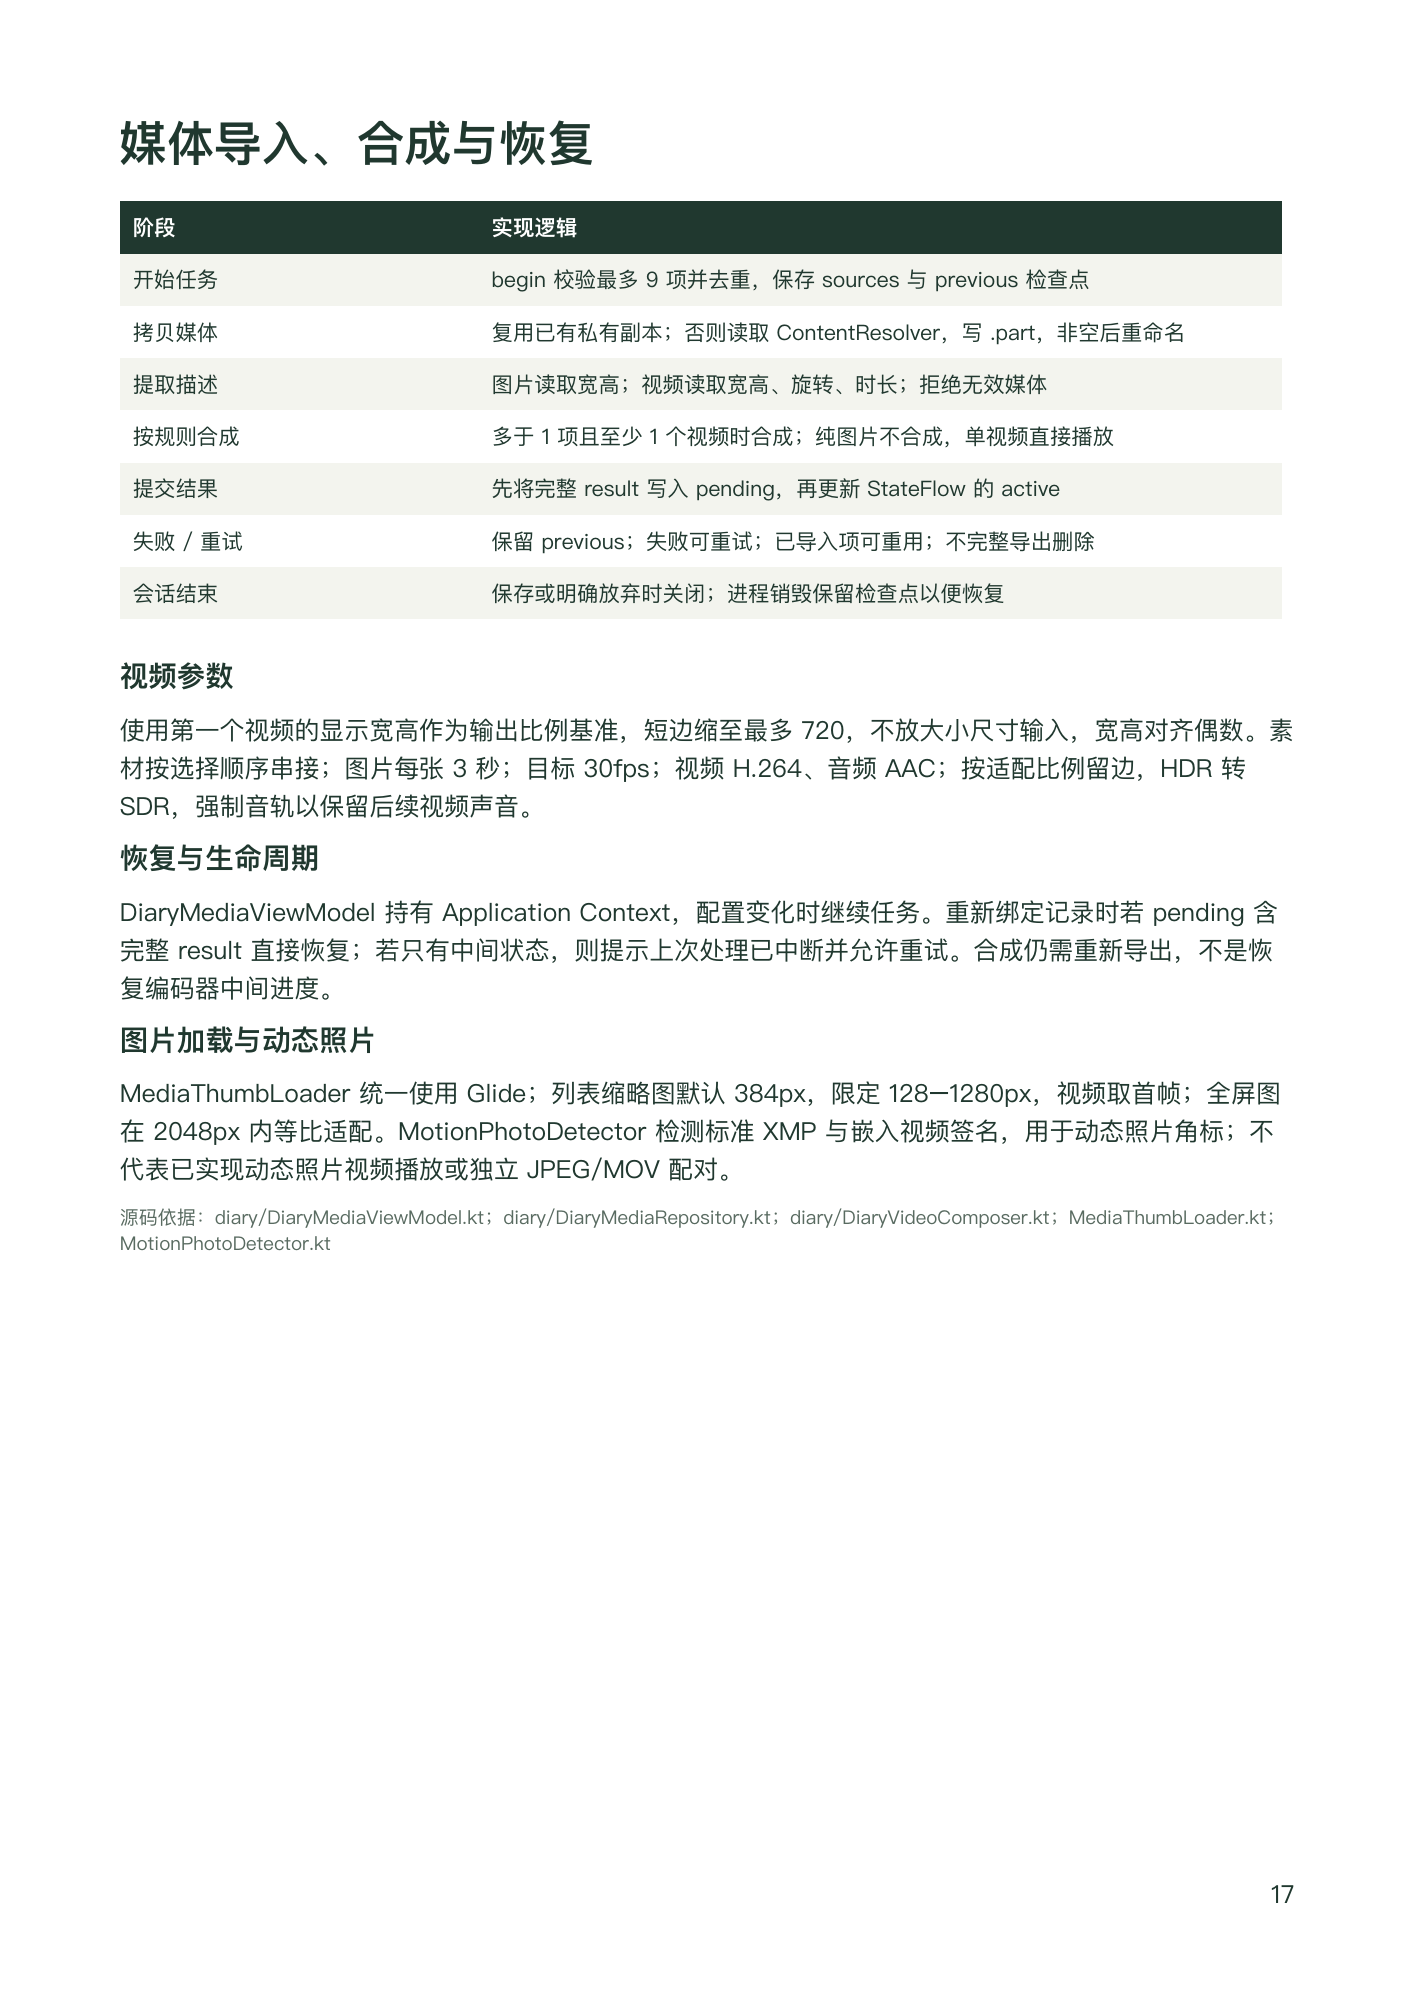 媒体导入、合成与恢复
阶段 实现逻辑
开始任务 begin 校验最多 9 项并去重，保存 sources 与 previous 检查点
拷贝媒体 复用已有私有副本；否则读取 ContentResolver，写 .part，非空后重命名
提取描述 图片读取宽高；视频读取宽高、旋转、时长；拒绝无效媒体
按规则合成 多于 1 项且至少 1 个视频时合成；纯图片不合成，单视频直接播放
提交结果 先将完整 result 写入 pending，再更新 StateFlow 的 active
失败 / 重试 保留 previous；失败可重试；已导入项可重用；不完整导出删除
会话结束 保存或明确放弃时关闭；进程销毁保留检查点以便恢复
视频参数
使用第一个视频的显示宽高作为输出比例基准，短边缩至最多 720，不放大小尺寸输入，宽高对齐偶数。素
材按选择顺序串接；图片每张 3 秒；目标 30fps；视频 H.264、音频 AAC；按适配比例留边，HDR 转
SDR，强制音轨以保留后续视频声音。
恢复与生命周期
DiaryMediaViewModel 持有 Application Context，配置变化时继续任务。重新绑定记录时若 pending 含
完整 result 直接恢复；若只有中间状态，则提示上次处理已中断并允许重试。合成仍需重新导出，不是恢
复编码器中间进度。
图片加载与动态照片
MediaThumbLoader 统一使用 Glide；列表缩略图默认 384px，限定 128–1280px，视频取首帧；全屏图
在 2048px 内等比适配。MotionPhotoDetector 检测标准 XMP 与嵌入视频签名，用于动态照片角标；不
代表已实现动态照片视频播放或独立 JPEG/MOV 配对。
源码依据：diary/DiaryMediaViewModel.kt；diary/DiaryMediaRepository.kt；diary/DiaryVideoComposer.kt；MediaThumbLoader.kt；
MotionPhotoDetector.kt
17